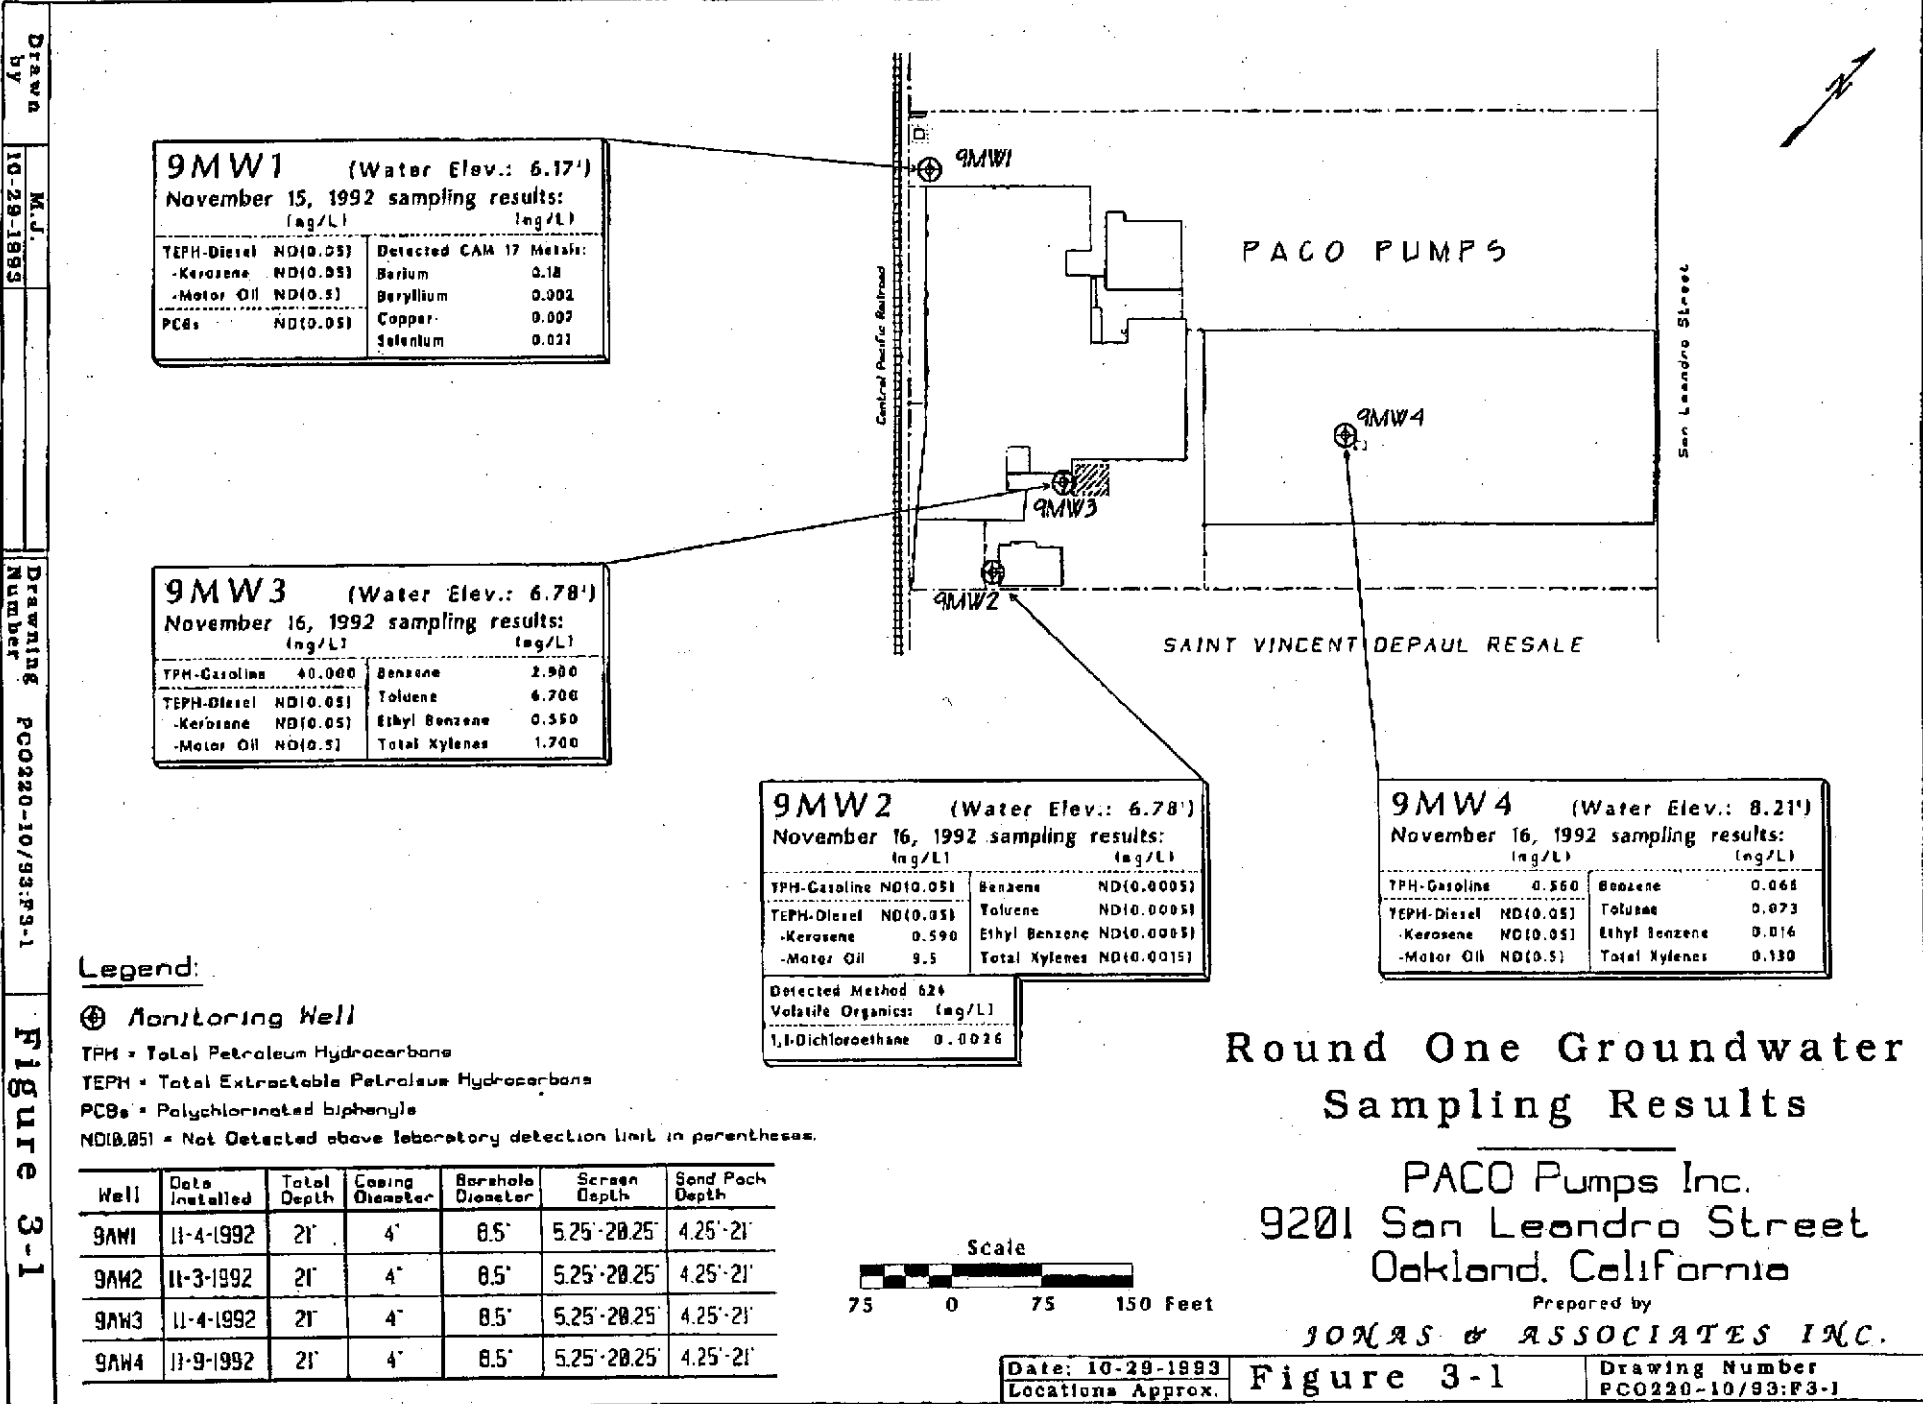 Drawn by
M.J.
10-29-1993
Drawning Number
PCO220-10/93:F3-1
Figure 3-1
N
9MW1 (Water Elev.: 6.17')
November 15, 1992 sampling results:
(mg/L) (mg/L)
TEPH-Diesel ND(0.05) Detected CAM 17 Metals:
-Kerosene ND(0.05) Barium 0.18
-Motor Oil ND(0.5) Beryllium 0.002
PCBs ND(0.05) Copper 0.007
Selenium 0.021
9MW1
PACO PUMPS
Central Pacific Railroad
San Leandro Street
9MW4
9MW3
9MW2
SAINT VINCENT DEPAUL RESALE
9MW3 (Water Elev.: 6.78')
November 16, 1992 sampling results:
(mg/L) (mg/L)
TPH-Gasoline 40.000 Benzene 2.900
TEPH-Diesel ND(0.05) Toluene 6.700
-Kerosene ND(0.05) Ethyl Benzene 0.550
-Motor Oil ND(0.5) Total Xylenes 1.700
9MW2 (Water Elev.: 6.78')
November 16, 1992 sampling results:
(mg/L) (mg/L)
TPH-Gasoline ND(0.05) Benzene ND(0.0005)
TEPH-Diesel ND(0.05) Toluene ND(0.0005)
-Kerosene 0.590 Ethyl Benzene ND(0.0005)
-Motor Oil 9.5 Total Xylenes ND(0.0015)
Detected Method 624
Volatile Organics: (mg/L)
1,1-Dichloroethane 0.0026
9MW4 (Water Elev.: 8.21')
November 16, 1992 sampling results:
(mg/L) (mg/L)
TPH-Gasoline 0.560 Benzene 0.068
TEPH-Diesel ND(0.05) Toluene 0.073
-Kerosene ND(0.05) Ethyl Benzene 0.016
-Motor Oil ND(0.5) Total Xylenes 0.130
Legend:
Monitoring Well
TPH = Total Petroleum Hydrocarbons
TEPH = Total Extractable Petroleum Hydrocarbons
PCBs = Polychlorinated biphenyls
ND(0.05) = Not Detected above laboratory detection limit in parentheses.
Well Date Installed Total Depth Casing Diameter Borehole Diameter Screen Depth Sand Pack Depth
9MW1 11-4-1992 21' 4" 8.5" 5.25'-20.25' 4.25'-21'
9MW2 11-3-1992 21' 4" 8.5" 5.25'-20.25' 4.25'-21'
9MW3 11-4-1992 21' 4" 8.5" 5.25'-20.25' 4.25'-21'
9MW4 11-9-1992 21' 4" 8.5" 5.25'-20.25' 4.25'-21'
Scale
75 0 75 150 Feet
Round One Groundwater
Sampling Results
PACO Pumps Inc.
9201 San Leandro Street
Oakland, California
Prepared by
JONAS & ASSOCIATES INC.
Date: 10-29-1993
Locations Approx.
Figure 3-1
Drawing Number
PCO220-10/93:F3-1